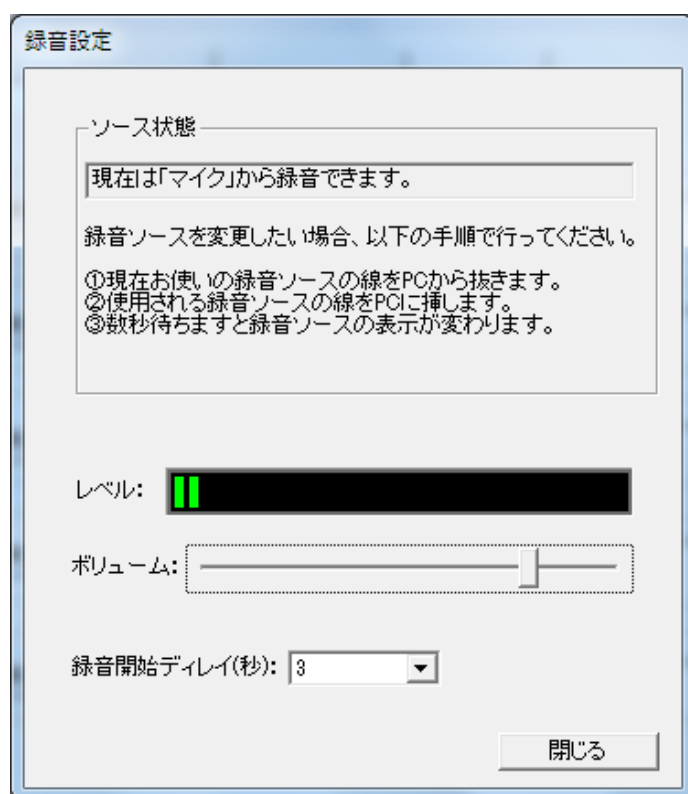 録音設定
ソース状態
現在は「マイク」から録音できます。
録音ソースを変更したい場合、以下の手順で行ってください。
①現在お使いの録音ソースの線をPCから抜きます。
②使用される録音ソースの線をPCに挿します。
③数秒待ちますと録音ソースの表示が変わります。
レベル:
ボリューム:
録音開始ディレイ(秒): 3
閉じる